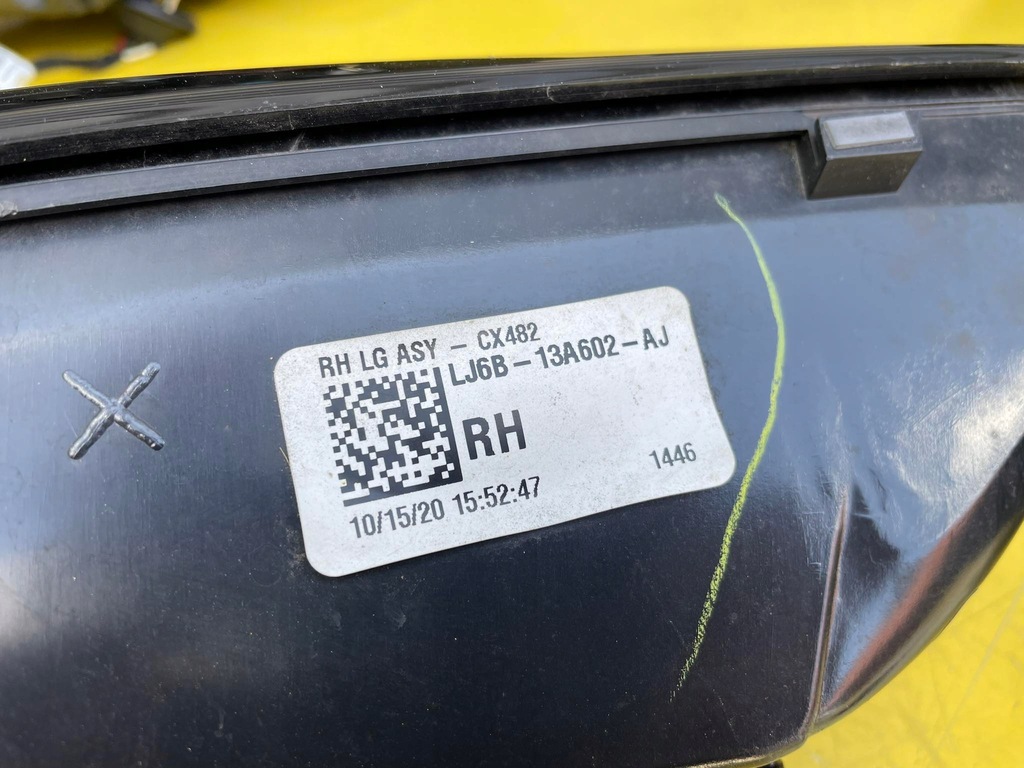 RH LG ASY - CX482
LJ6B-13A602-AJ
RH
1446
10/15/20 15:52:47